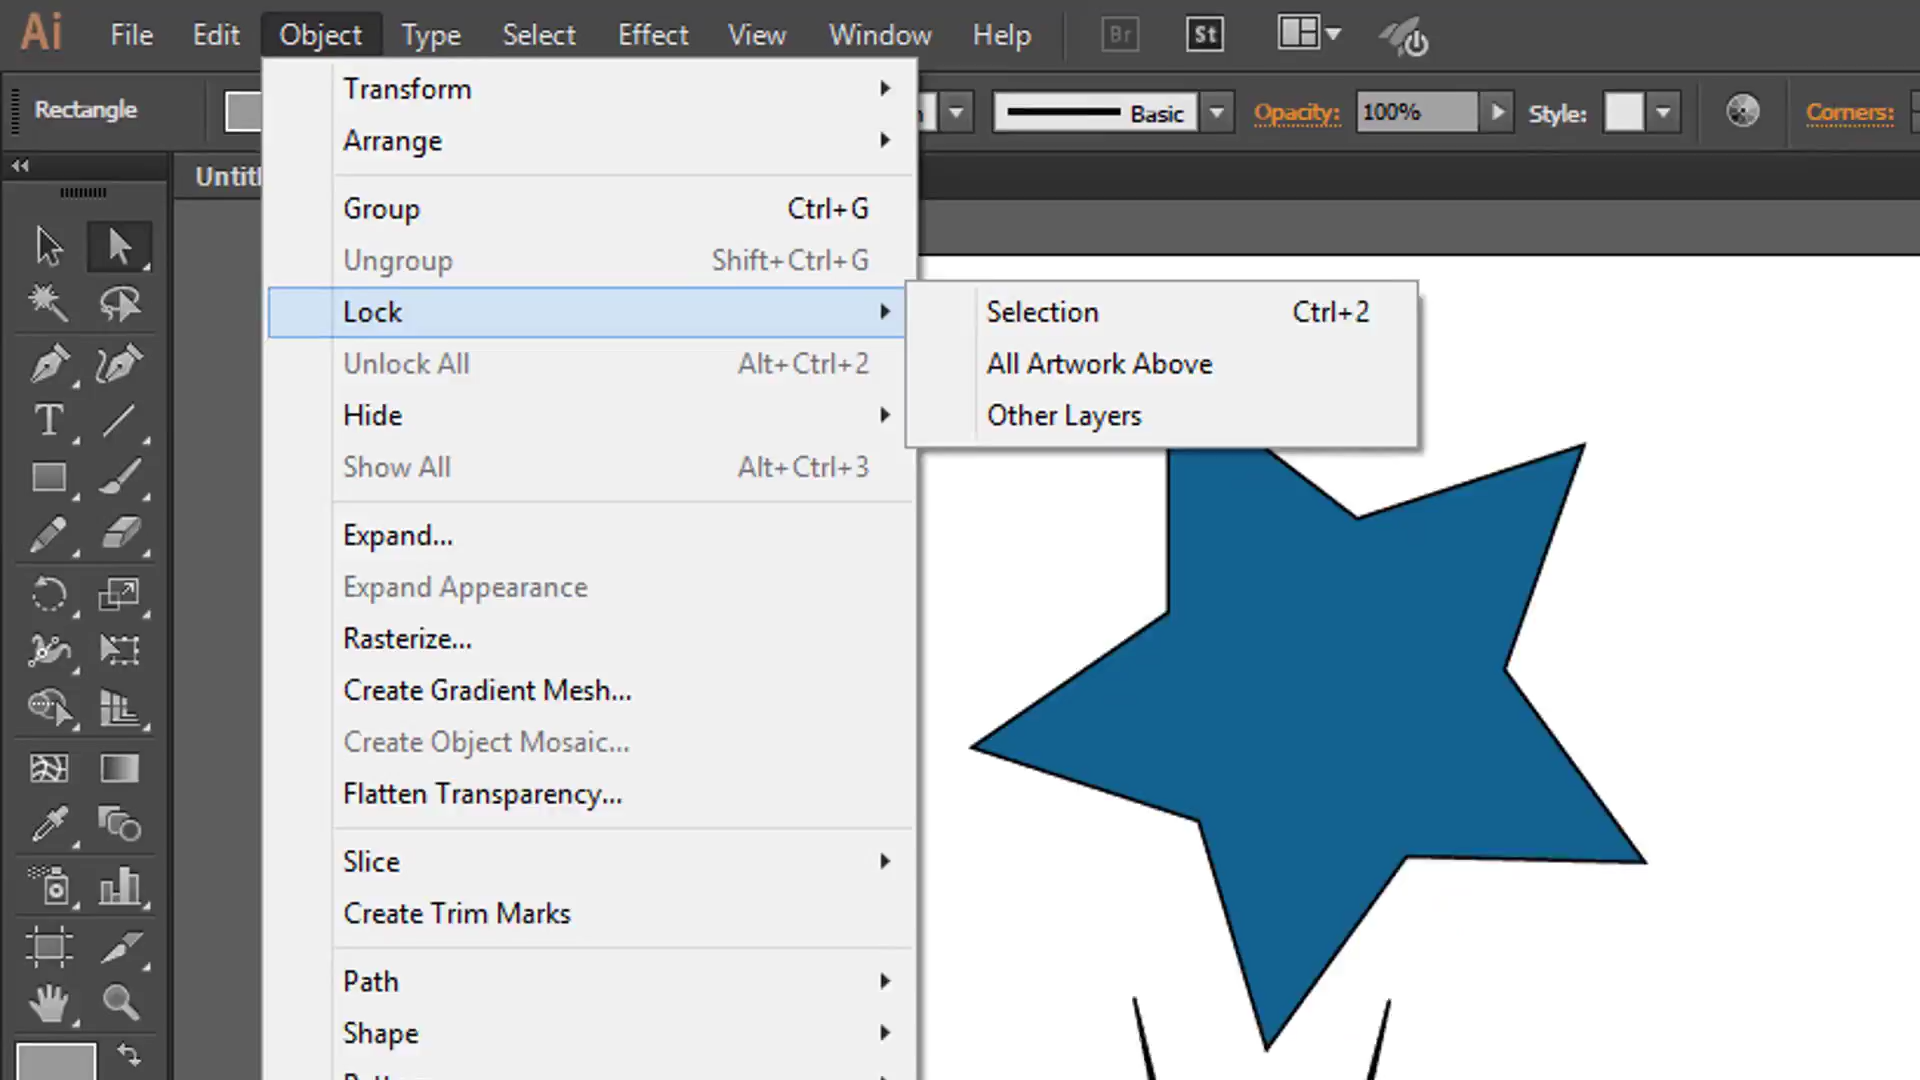 Ai File Edit Object Type Select Effect View Window Help Br St
Rectangle Basic Opacity: 100% Style: Corners:
Transform
Arrange
Group Ctrl+G
Ungroup Shift+Ctrl+G
Lock
Unlock All Alt+Ctrl+2
Hide
Show All Alt+Ctrl+3
Expand...
Expand Appearance
Rasterize...
Create Gradient Mesh...
Create Object Mosaic...
Flatten Transparency...
Slice
Create Trim Marks
Path
Shape
Selection Ctrl+2
All Artwork Above
Other Layers